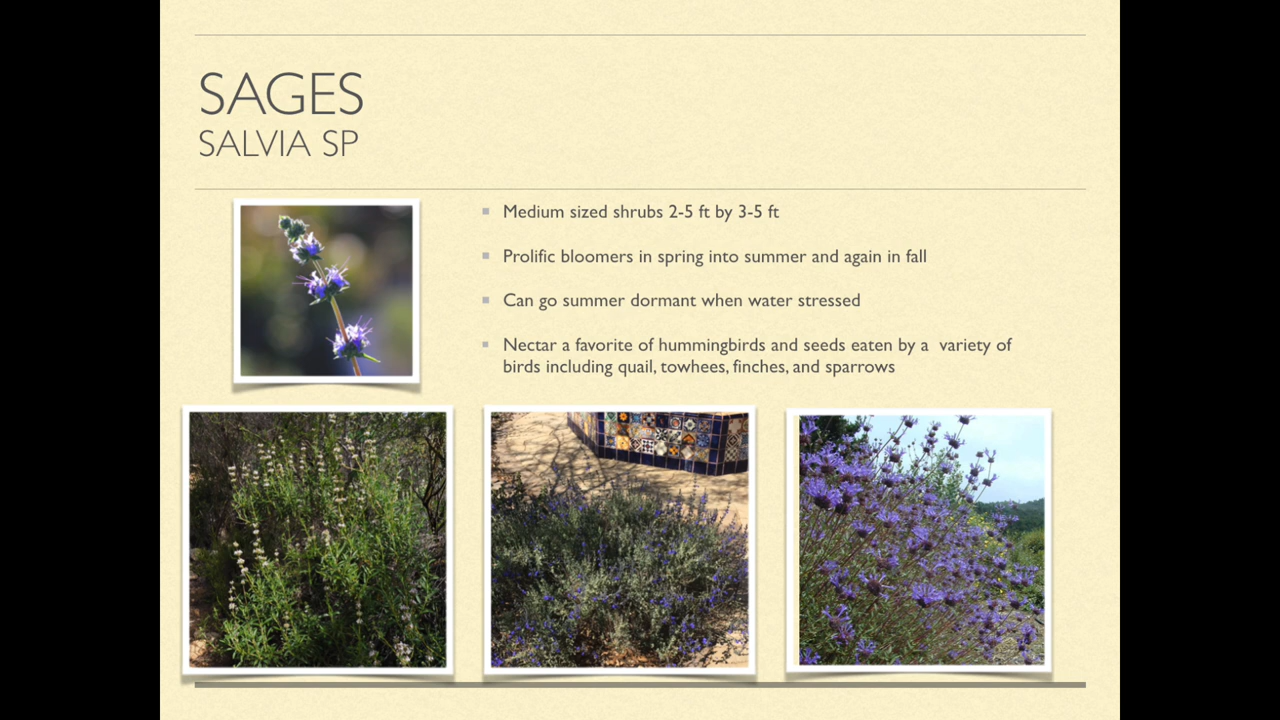 SAGES
SALVIA SP
Medium sized shrubs 2-5 ft by 3-5 ft
Prolific bloomers in spring into summer and again in fall
Can go summer dormant when water stressed
Nectar a favorite of hummingbirds and seeds eaten by a  variety of
birds including quail, towhees, finches, and sparrows